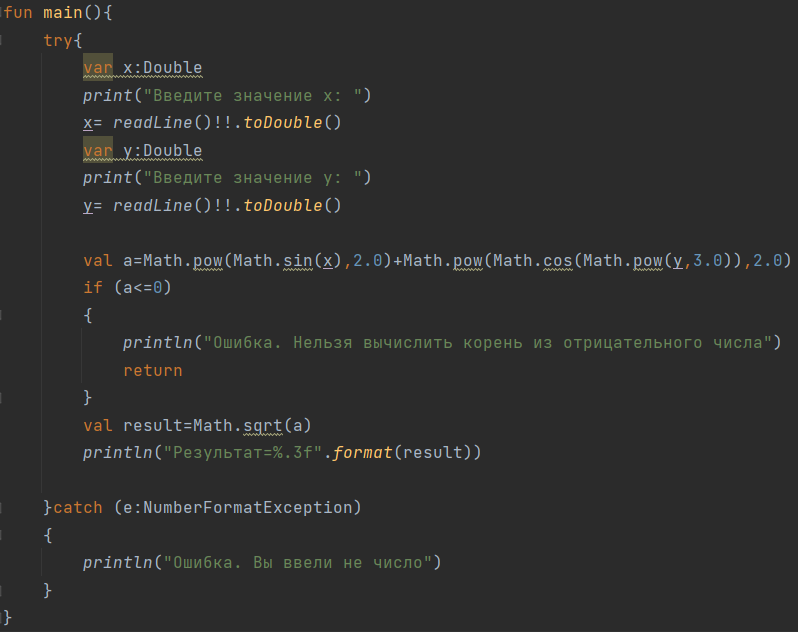 fun main(){
try{
var x:Double
print("Введите значение x: ")
x= readLine()!!.toDouble()
var y:Double
print("Введите значение y: ")
y= readLine()!!.toDouble()
val a=Math.pow(Math.sin(x),2.0)+Math.pow(Math.cos(Math.pow(y,3.0)),2.0)
if (a<=0)
{
println("Ошибка. Нельзя вычислить корень из отрицательного числа")
return
}
val result=Math.sqrt(a)
println("Результат=%.3f".format(result))
}catch (e:NumberFormatException)
{
println("Ошибка. Вы ввели не число")
}
}